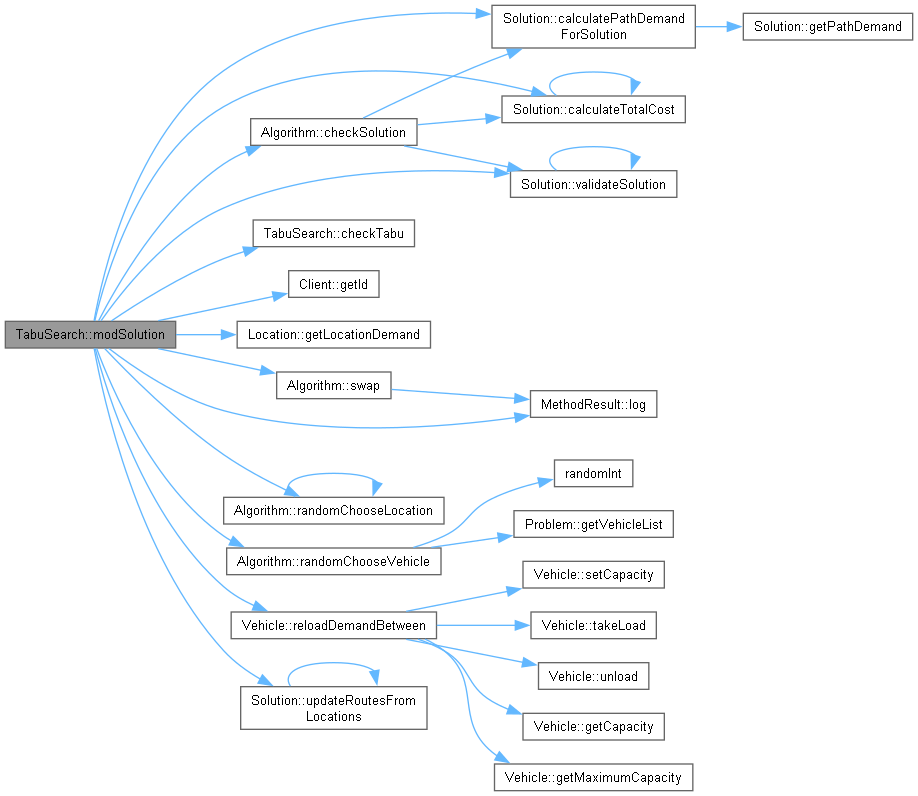 Solution::calculatePathDemand
ForSolution
Solution::getPathDemand
Solution::calculateTotalCost
Algorithm::checkSolution
Solution::validateSolution
TabuSearch::checkTabu
Client::getId
TabuSearch::modSolution
Location::getLocationDemand
Algorithm::swap
MethodResult::log
randomInt
Algorithm::randomChooseLocation
Problem::getVehicleList
Algorithm::randomChooseVehicle
Vehicle::setCapacity
Vehicle::reloadDemandBetween
Vehicle::takeLoad
Vehicle::unload
Solution::updateRoutesFrom
Locations
Vehicle::getCapacity
Vehicle::getMaximumCapacity